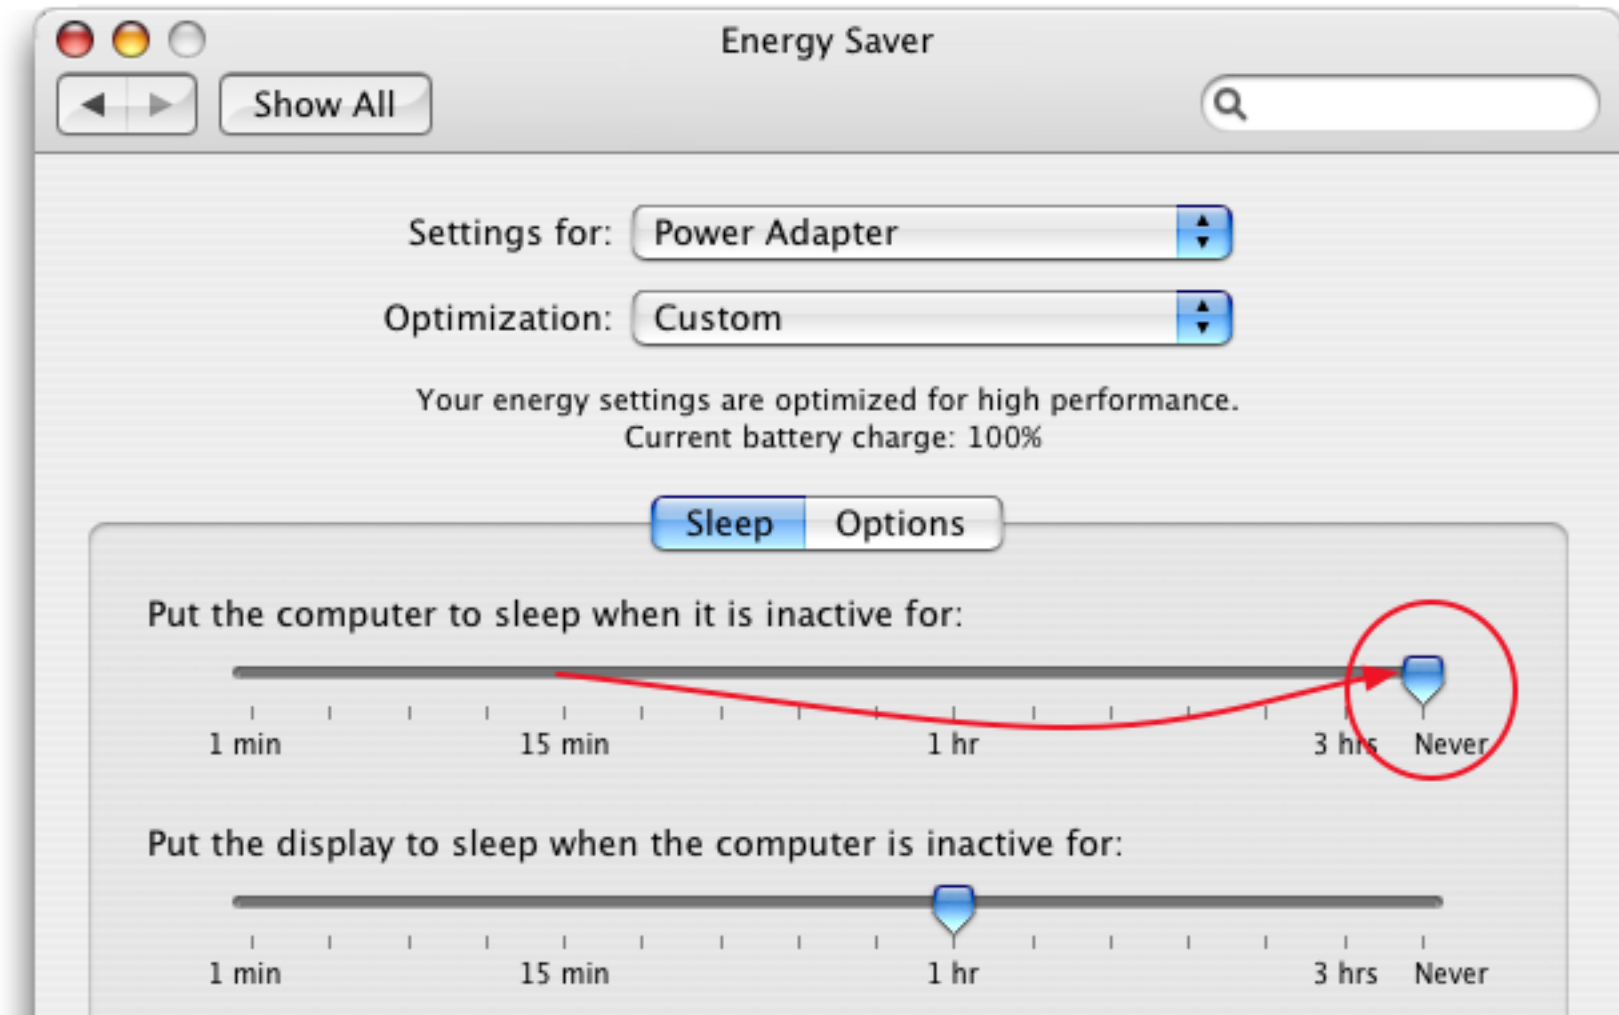 Energy Saver
Show All
Settings for: Power Adapter
Optimization: Custom
Your energy settings are optimized for high performance.
Current battery charge: 100%
Sleep Options
Put the computer to sleep when it is inactive for:
1 min 15 min 1 hr 3 hrs Never
Put the display to sleep when the computer is inactive for:
1 min 15 min 1 hr 3 hrs Never